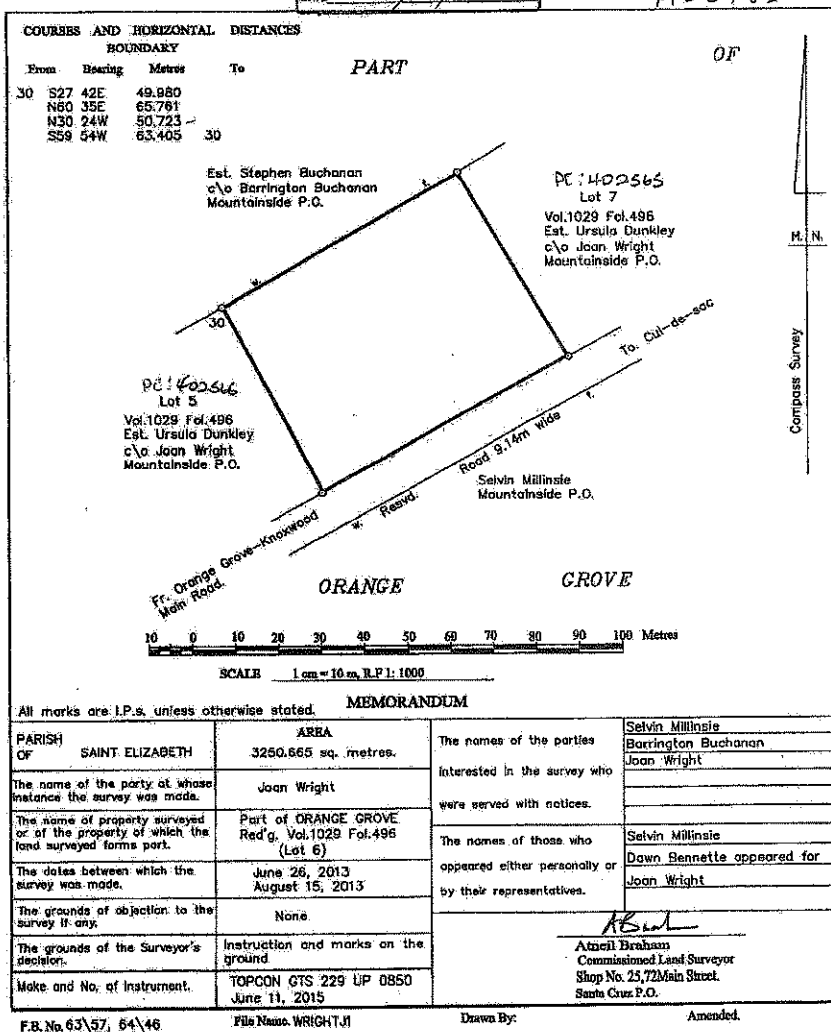 COURSES AND HORIZONTAL DISTANCES
BOUNDARY
From Bearing Metres To
30 S27 42E 49.980
N60 35E 65.761
N30 24W 50.723
S59 54W 63.405 30
PART
OF
Est. Stephen Buchanan
c\o Barrington Buchanan
Mountainside P.O.
PE:402565
Lot 7
Vol.1029 Fol.496
Est. Ursula Dunkley
c\o Joan Wright
Mountainside P.O.
M. N.
Compass Survey
30
f.
w.
PE:402566
Lot 5
Vol.1029 Fol.496
Est. Ursula Dunkley
c\o Joan Wright
Mountainside P.O.
To. Cul-de-sac
w. Resvd. Road 9.14m wide f.
Selvin Millinsie
Mountainside P.O.
Fr. Orange Grove-Knoxwood
Main Road.
ORANGE GROVE
10 0 10 20 30 40 50 60 70 80 90 100 Metres
SCALE 1 cm = 10 m, R.F 1: 1000
MEMORANDUM
All marks are I.P.s. unless otherwise stated.
PARISH OF SAINT ELIZABETH
AREA
3250.665 sq. metres.
The name of the party at whose
instance the survey was made.
Joan Wright
The name of property surveyed
or of the property of which the
land surveyed forms part.
Part of ORANGE GROVE
Red'g. Vol.1029 Fol.496
(Lot 6)
The dates between which the
survey was made.
June 26, 2013
August 15, 2013
The grounds of objection to the
survey if any.
None
The grounds of the Surveyor's
decision.
Instruction and marks on the
ground
Make and No. of Instrument.
TOPCON GTS 229 UP 0850
June 11, 2015
The names of the parties
interested in the survey who
were served with notices.
Selvin Millinsie
Barrington Buchanan
Joan Wright
The names of those who
appeared either personally or
by their representatives.
Selvin Millinsie
Dawn Bennette appeared for
Joan Wright
Atneil Braham
Commissioned Land Surveyor
Shop No. 25,72Main Street.
Santa Cruz P.O.
F.B. No. 63\57, 64\46 File Name. WRIGHTJ1 Drawn By: Amended.